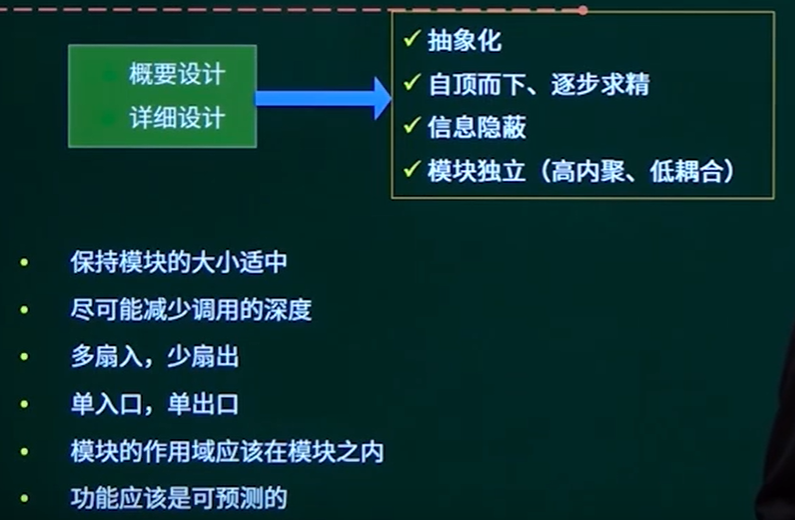 概要设计
详细设计
✓ 抽象化
✓ 自顶而下、逐步求精
✓ 信息隐蔽
✓ 模块独立（高内聚、低耦合）
• 保持模块的大小适中
• 尽可能减少调用的深度
• 多扇入，少扇出
• 单入口，单出口
• 模块的作用域应该在模块之内
• 功能应该是可预测的